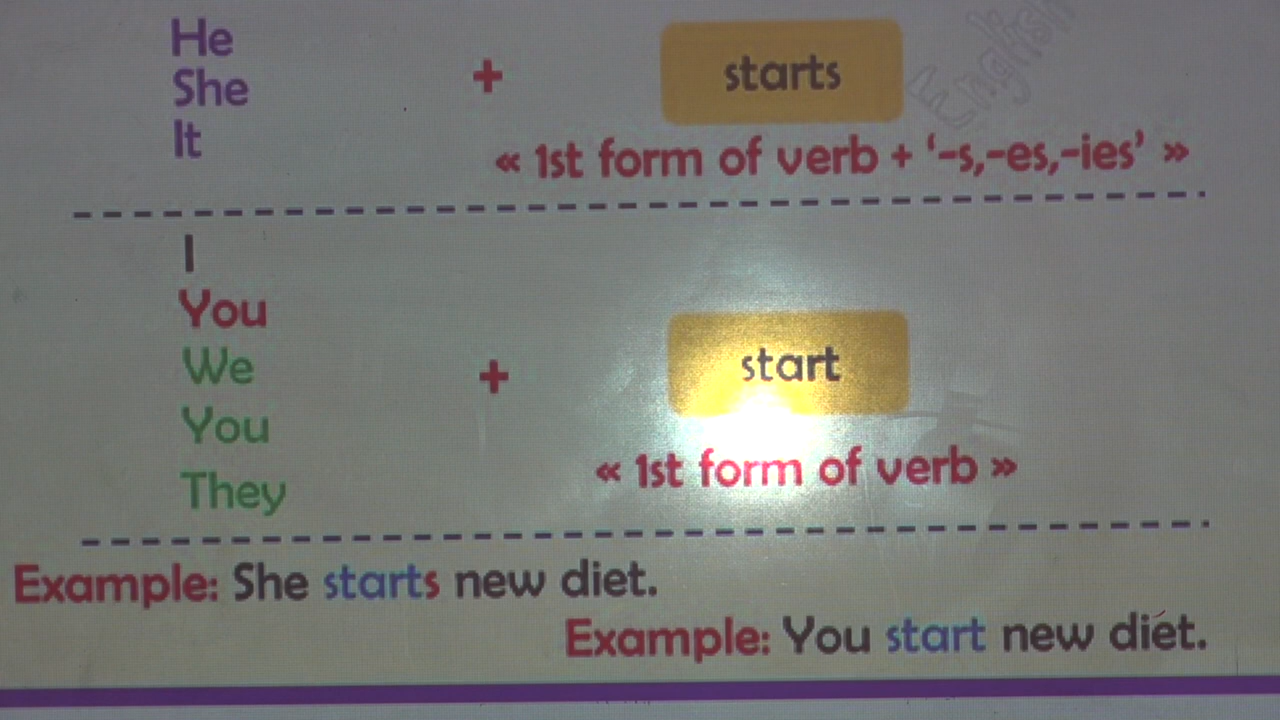 He
She
It
+
starts
English
« 1st form of verb + ‘-s,-es,-ies’ »
I
You
We
You
They
+
start
« 1st form of verb »
Example: She starts new diet.
Example: You start new diet.